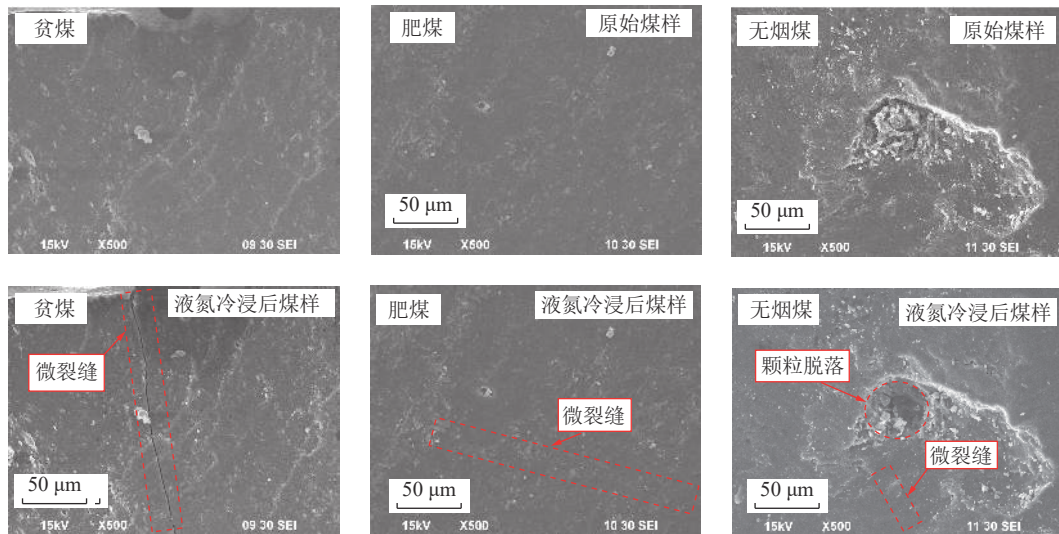 贫煤
50 μm
15kV X500 09 30 SEI
肥煤 原始煤样
50 μm
15kV X500 10 30 SEI
无烟煤 原始煤样
50 μm
15kV X500 11 30 SEI
贫煤 液氮冷浸后煤样
微裂缝
50 μm
15kV X500 09 30 SEI
肥煤 液氮冷浸后煤样
微裂缝
50 μm
15kV X500 10 30 SEI
无烟煤 液氮冷浸后煤样
颗粒脱落
微裂缝
50 μm
15kV X500 11 30 SEI